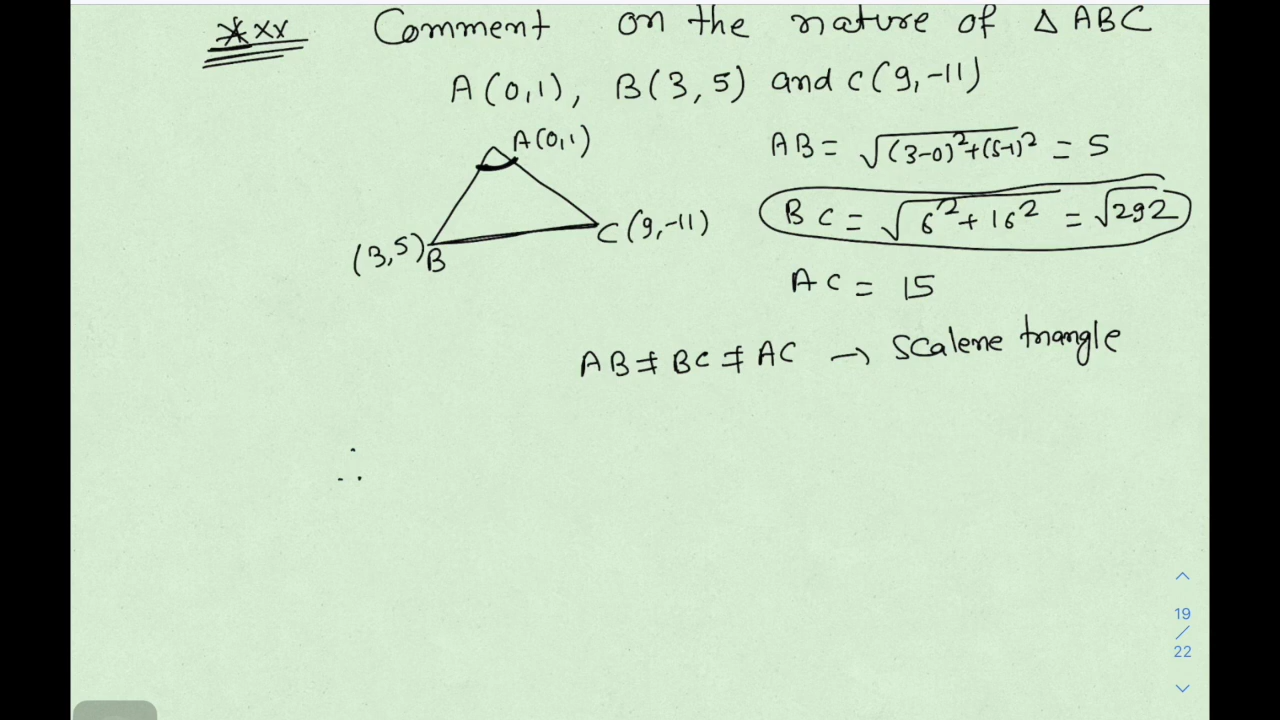 *xx Comment on the nature of △ABC
A(0,1), B(3,5) and C(9,-11)
A(0,1)
AB = √(3-0)²+(5-1)² = 5
BC = √6²+16² = √292
C(9,-11)
(3,5) B
AC = 15
AB ≠ BC ≠ AC → Scalene triangle
∴
19
/
22